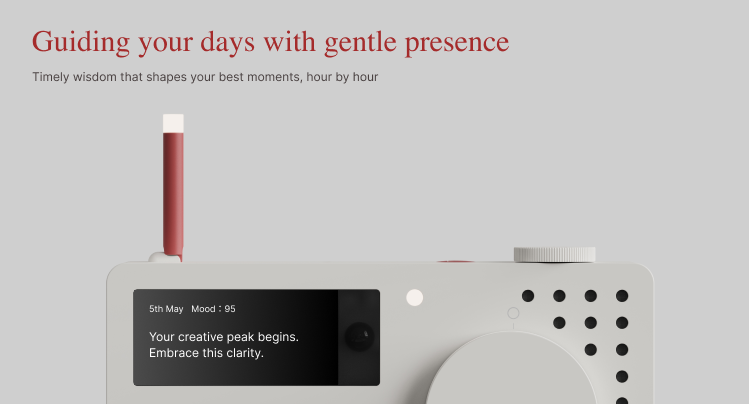 Guiding your days with gentle presence
Timely wisdom that shapes your best moments, hour by hour
5th May Mood : 95
Your creative peak begins.
Embrace this clarity.